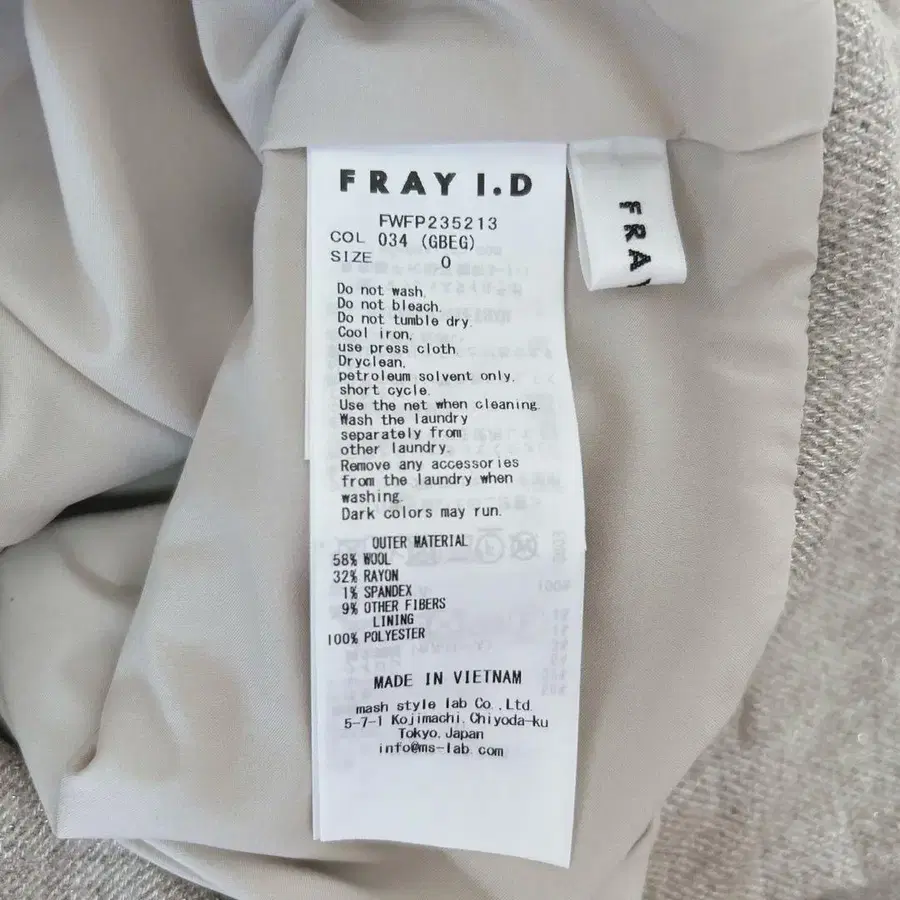 FRAY I.D
FWFP235213
COL 034 (GBEG)
SIZE 0
Do not wash.
Do not bleach.
Do not tumble dry.
Cool iron,
use press cloth.
Dryclean,
petroleum solvent only,
short cycle.
Use the net when cleaning.
Wash the laundry
separately from
other laundry.
Remove any accessories
from the laundry when
washing.
Dark colors may run.
OUTER MATERIAL
58% WOOL
32% RAYON
1% SPANDEX
9% OTHER FIBERS
LINING
100% POLYESTER
MADE IN VIETNAM
mash style lab Co.,Ltd.
5-7-1 Kojimachi, Chiyoda-ku
Tokyo, Japan
info@ms-lab.com
FRAY